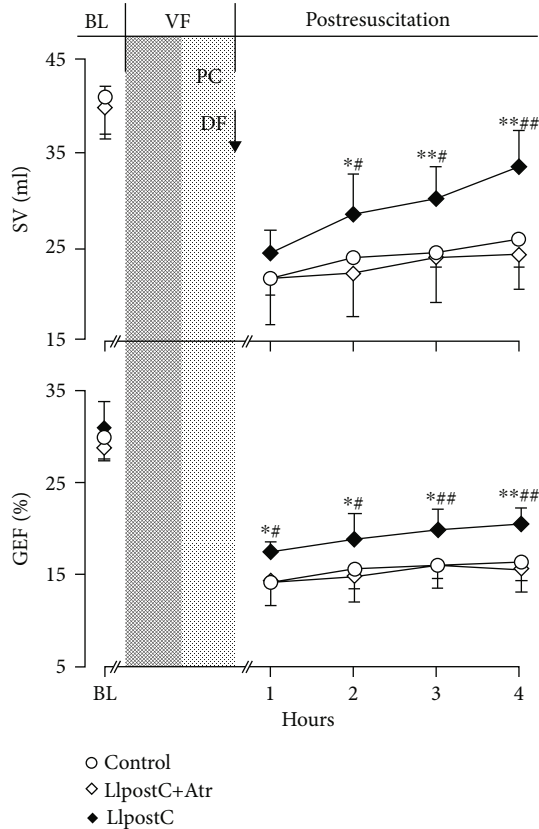 BL VF Postresuscitation
PC
DF
45
35
25
15
SV (ml)
*#
**#
**##
35
25
15
5
GEF (%)
*#
*#
*##
**##
BL 1 2 3 4
Hours
Control
LlpostC+Atr
LlpostC